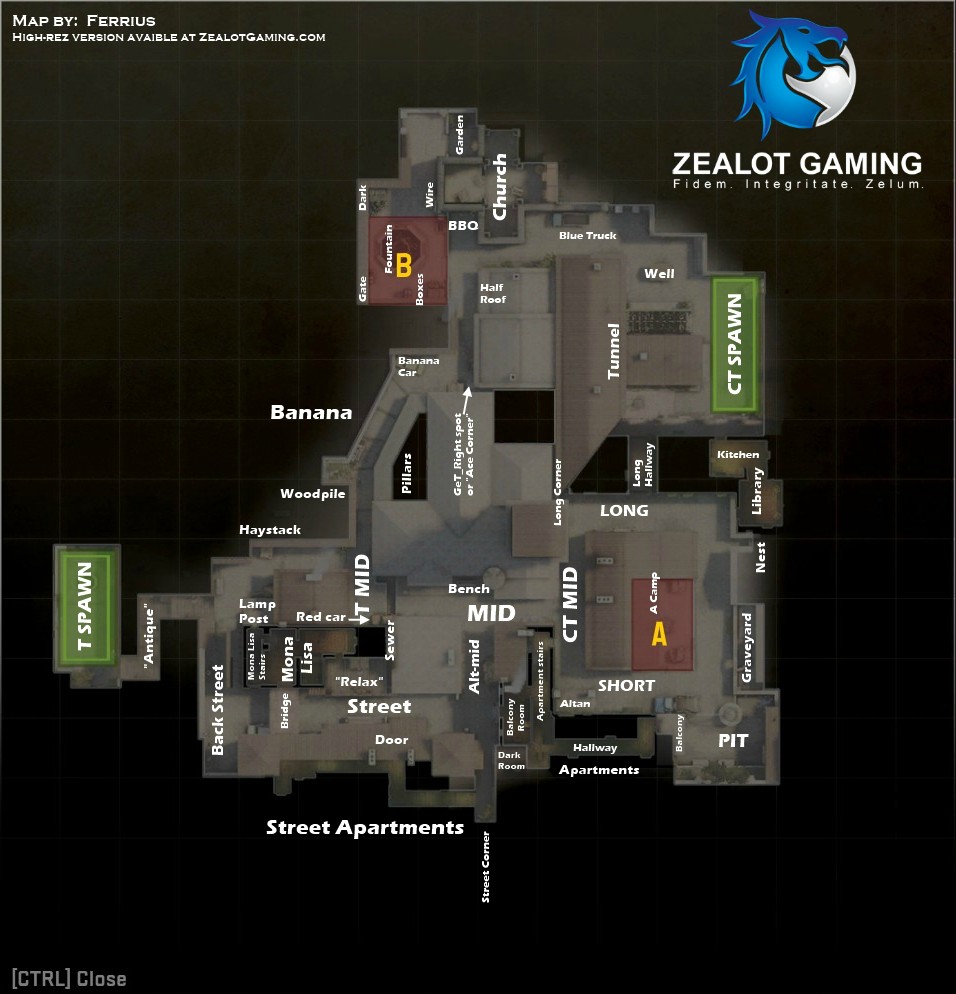 Map by: Ferrius
High-rez version avaible at ZealotGaming.com
ZEALOT GAMING
Fidem. Integritate. Zelum.
Garden
Church
Dark
Wire
BBQ
Blue Truck
Fountain
B
Gate
Boxes
Half
Roof
Well
CT SPAWN
Tunnel
Banana
Car
Banana
GeT_Right spot
or "Ace Corner"
Pillars
Long Corner
Long
Hallway
Kitchen
Library
Woodpile
LONG
Haystack
Nest
T SPAWN
"Antique"
T MID
Bench
MID
CT MID
A Camp
A
Lamp
Post
Red car
Sewer
Mona Lisa
Stairs
Mona
Lisa
Alt-mid
Apartment stairs
Graveyard
"Relax"
SHORT
Back Street
Bridge
Street
Balcony
Room
Altan
Door
Balcony
PIT
Hallway
Dark
Room
Apartments
Street Apartments
Street Corner
[CTRL] Close